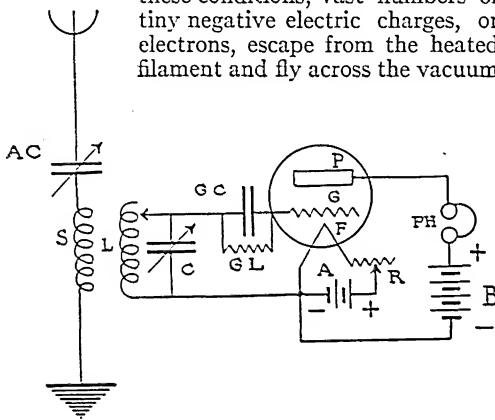 these conditions, vast numbers of
tiny negative electric charges, or
electrons, escape from the heated
filament and fly across the vacuum
AC
S
L
C
GC
GL
P
G
F
A
R
PH
+
B
-
- +